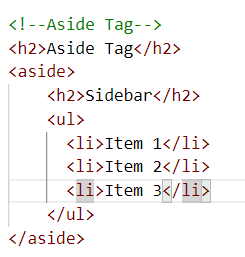 <!--Aside Tag-->
<h2>Aside Tag</h2>
<aside>
<h2>Sidebar</h2>
<ul>
<li>Item 1</li>
<li>Item 2</li>
<li>Item 3</li>
</ul>
</aside>